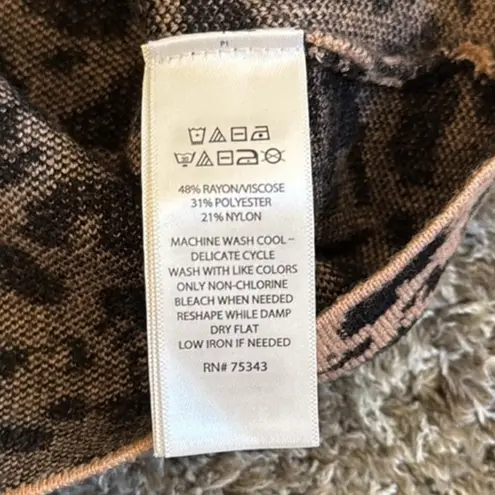 48% RAYON/VISCOSE
31% POLYESTER
21% NYLON
MACHINE WASH COOL –
DELICATE CYCLE
WASH WITH LIKE COLORS
ONLY NON-CHLORINE
BLEACH WHEN NEEDED
RESHAPE WHILE DAMP
DRY FLAT
LOW IRON IF NEEDED
RN# 75343